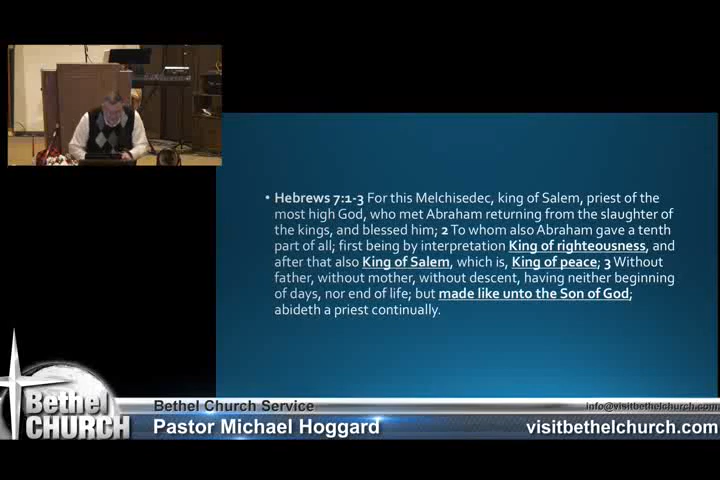 • Hebrews 7:1-3 For this Melchisedec, king of Salem, priest of the
most high God, who met Abraham returning from the slaughter of
the kings, and blessed him; 2 To whom also Abraham gave a tenth
part of all; first being by interpretation King of righteousness, and
after that also King of Salem, which is, King of peace; 3 Without
father, without mother, without descent, having neither beginning
of days, nor end of life; but made like unto the Son of God;
abideth a priest continually.
Bethel
CHURCH
Bethel Church Service
info@visitbethelchurch.com
Pastor Michael Hoggard
visitbethelchurch.com